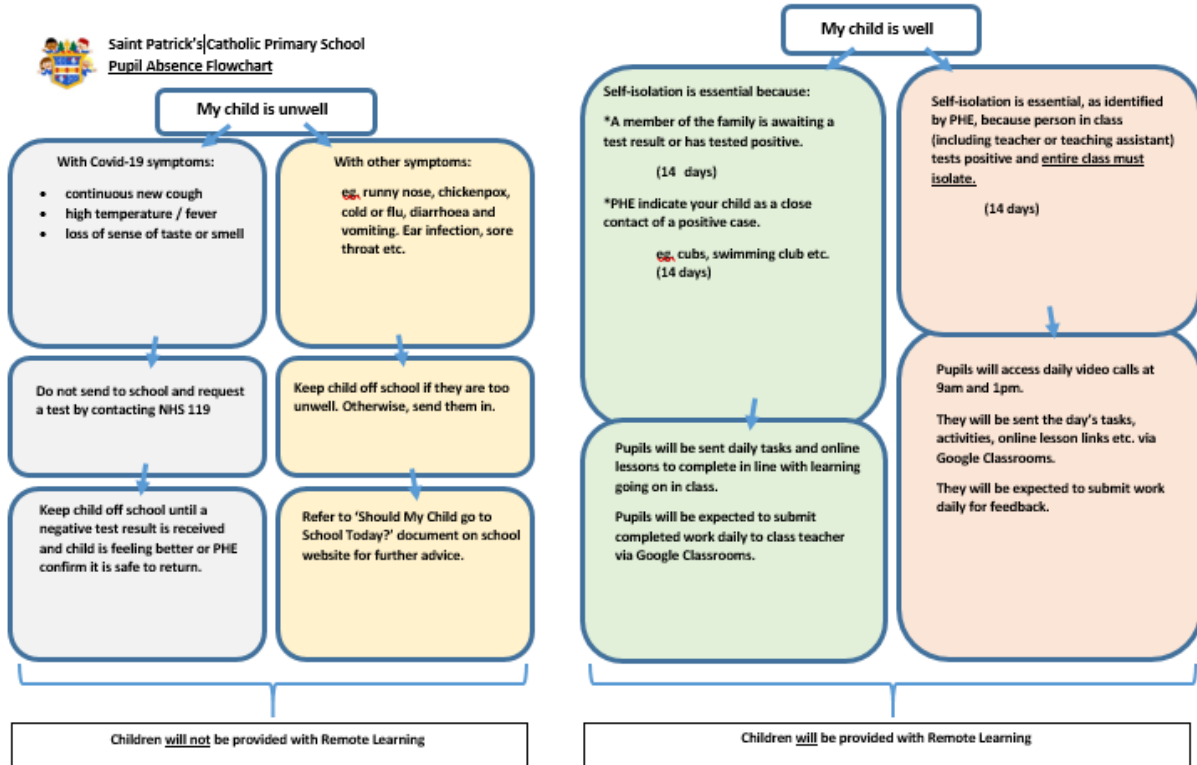 Saint Patrick's Catholic Primary School
Pupil Absence Flowchart
My child is unwell
With Covid-19 symptoms:
• continuous new cough
• high temperature / fever
• loss of sense of taste or smell
Do not send to school and request
a test by contacting NHS 119
Keep child off school until a
negative test result is received
and child is feeling better or PHE
confirm it is safe to return.
With other symptoms:
eg. runny nose, chickenpox,
cold or flu, diarrhoea and
vomiting. Ear infection, sore
throat etc.
Keep child off school if they are too
unwell. Otherwise, send them in.
Refer to 'Should My Child go to
School Today?' document on school
website for further advice.
Children will not be provided with Remote Learning
My child is well
Self-isolation is essential because:
*A member of the family is awaiting a
test result or has tested positive.
(14 days)
*PHE indicate your child as a close
contact of a positive case.
eg. cubs, swimming club etc.
(14 days)
Pupils will be sent daily tasks and online
lessons to complete in line with learning
going on in class.
Pupils will be expected to submit
completed work daily to class teacher
via Google Classrooms.
Self-isolation is essential, as identified
by PHE, because person in class
(including teacher or teaching assistant)
tests positive and entire class must
isolate.
(14 days)
Pupils will access daily video calls at
9am and 1pm.
They will be sent the day's tasks,
activities, online lesson links etc. via
Google Classrooms.
They will be expected to submit work
daily for feedback.
Children will be provided with Remote Learning